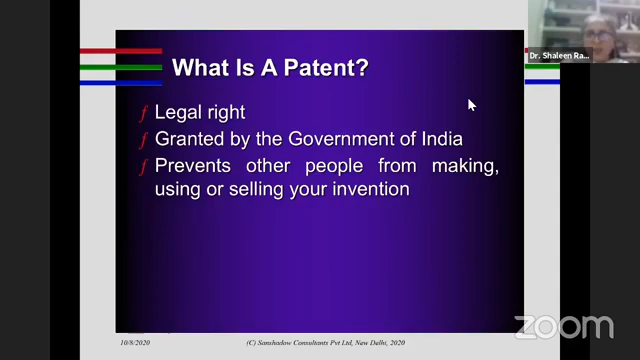 Dr. Shaleen Ra...
What Is A Patent?
ƒ Legal right
ƒ Granted by the Government of India
ƒ Prevents other people from making,
using or selling your invention
zoom
10/8/2020
(C) Sanshadow Consultants Pvt Ltd, New Delhi, 2020